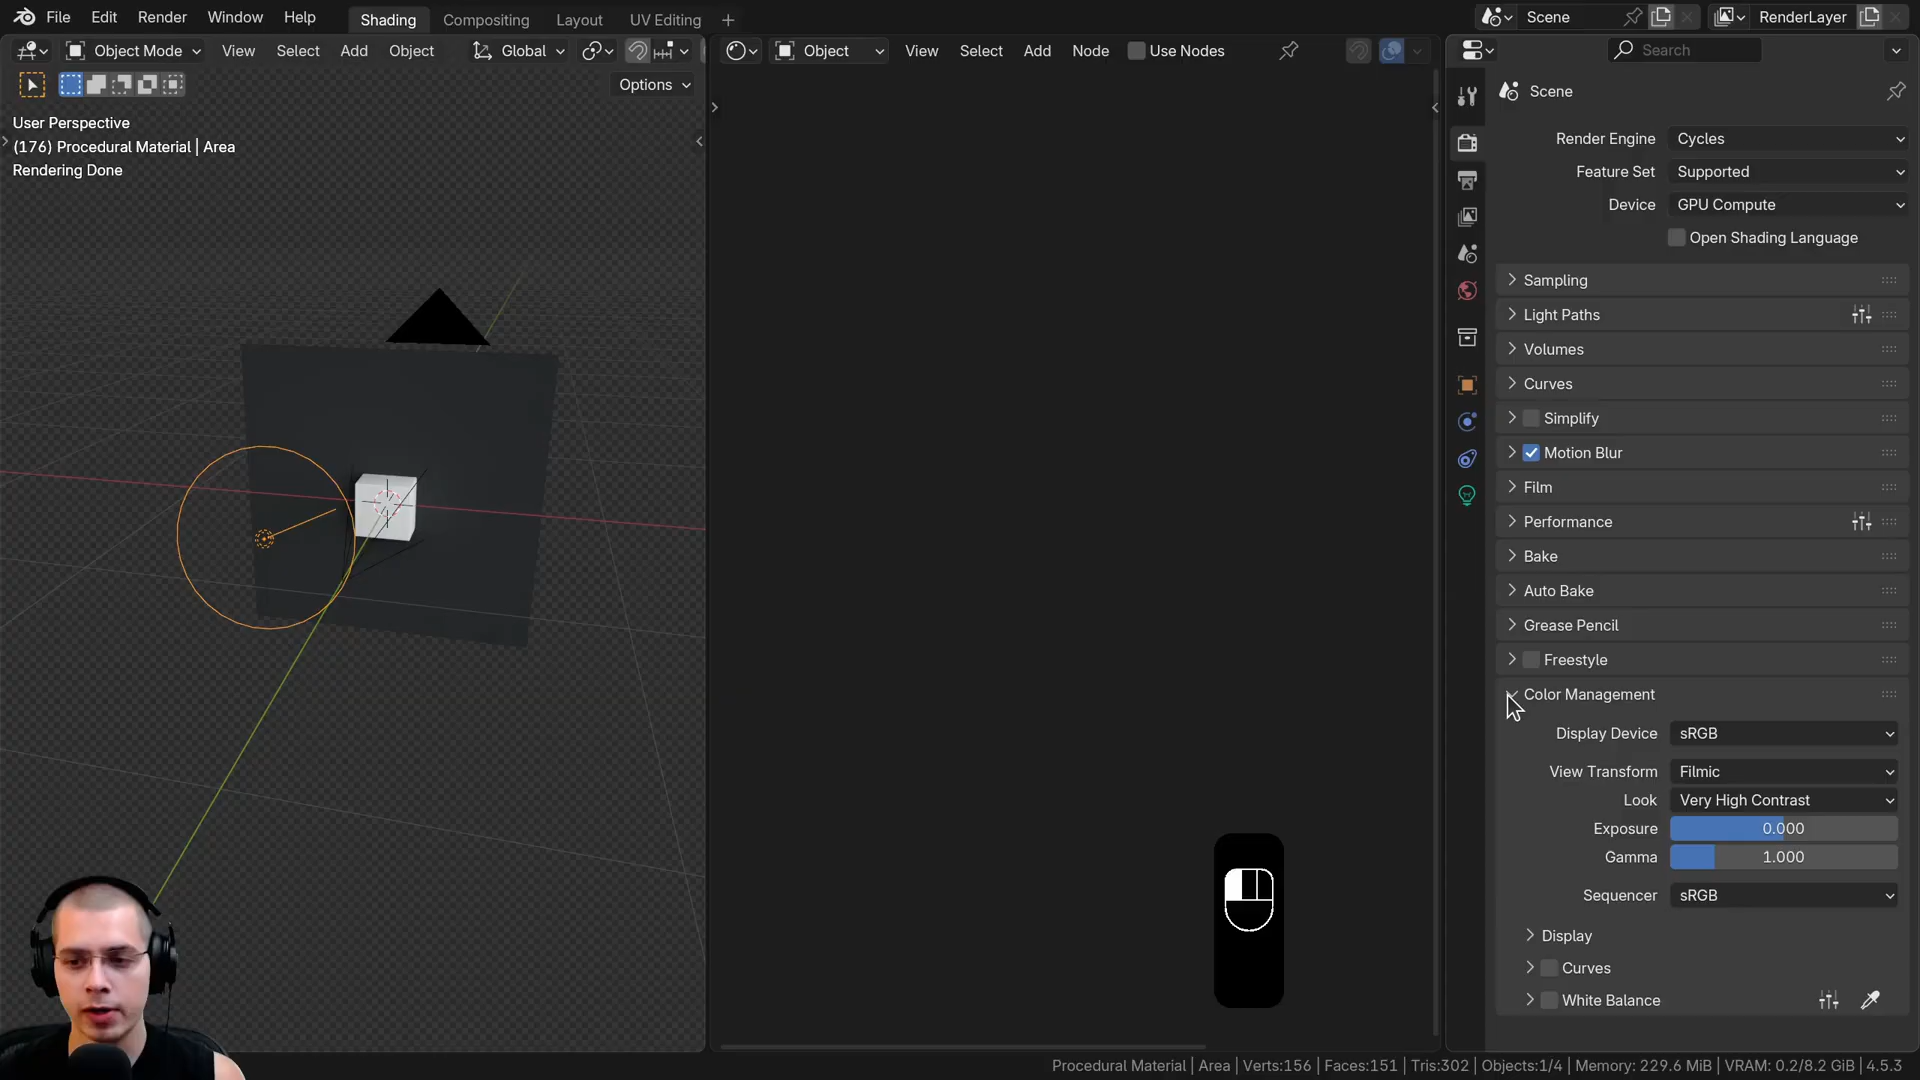 File Edit Render Window Help Shading Compositing Layout UV Editing Scene RenderLayer
Object Mode View Select Add Object Global Object View Select Add Node Use Nodes Search
Options
User Perspective
(176) Procedural Material | Area
Rendering Done
Scene
Render Engine Cycles
Feature Set Supported
Device GPU Compute
Open Shading Language
Sampling
Light Paths
Volumes
Curves
Simplify
Motion Blur
Film
Performance
Bake
Auto Bake
Grease Pencil
Freestyle
Color Management
Display Device sRGB
View Transform Filmic
Look Very High Contrast
Exposure 0.000
Gamma 1.000
Sequencer sRGB
Display
Curves
White Balance
Procedural Material | Area | Verts:156 | Faces:151 | Tris:302 | Objects:1/4 | Memory: 229.6 MiB | VRAM: 0.2/8.2 GiB | 4.5.3